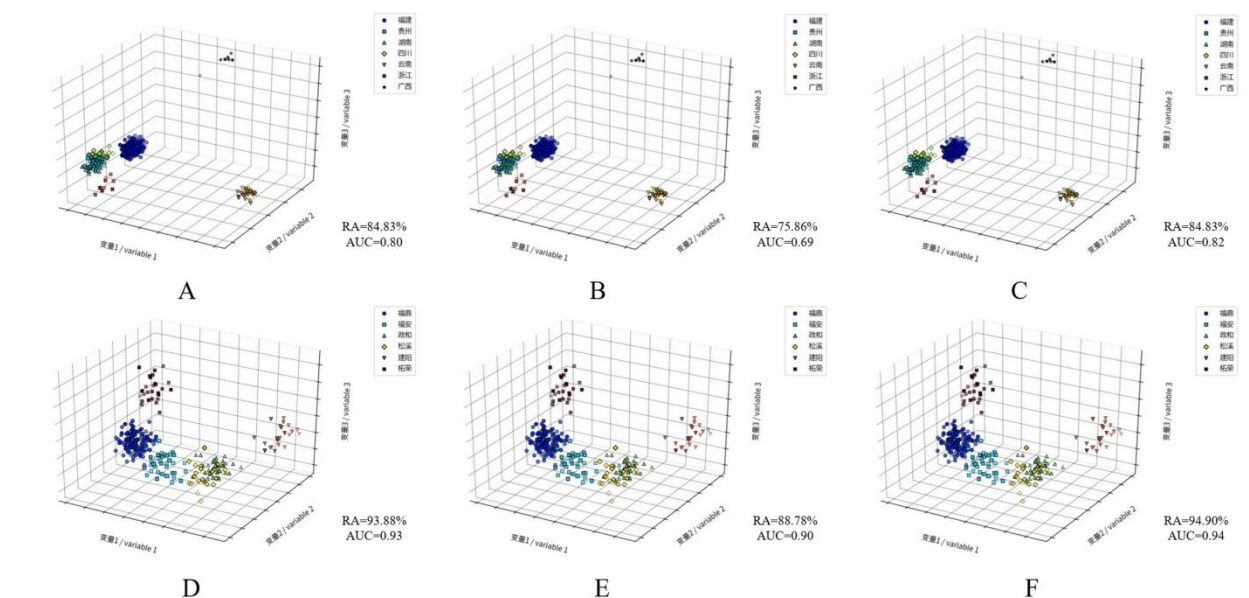 福建
贵州
湖南
四川
云南
浙江
广西
变量3 / variable 3
变量2 / variable 2
变量1 / variable 1
RA=84.83%
AUC=0.80
A
福建
贵州
湖南
四川
云南
浙江
广西
变量3 / variable 3
变量2 / variable 2
变量1 / variable 1
RA=75.86%
AUC=0.69
B
福建
贵州
湖南
四川
云南
浙江
广西
变量3 / variable 3
变量2 / variable 2
变量1 / variable 1
RA=84.83%
AUC=0.82
C
福鼎
福安
政和
松溪
建阳
柘荣
变量3 / variable 3
变量2 / variable 2
变量1 / variable 1
RA=93.88%
AUC=0.93
D
福鼎
福安
政和
松溪
建阳
柘荣
变量3 / variable 3
变量2 / variable 2
变量1 / variable 1
RA=88.78%
AUC=0.90
E
福鼎
福安
政和
松溪
建阳
柘荣
变量3 / variable 3
变量2 / variable 2
变量1 / variable 1
RA=94.90%
AUC=0.94
F